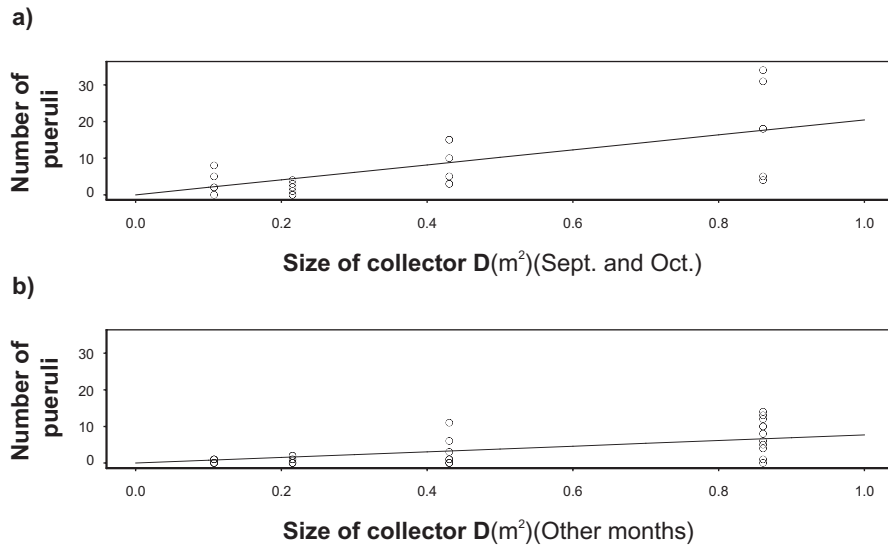 a)
Number of
pueruli
30
20
10
0
0.0 0.2 0.4 0.6 0.8 1.0
Size of collector D(m²)(Sept. and Oct.)
b)
Number of
pueruli
30
20
10
0
0.0 0.2 0.4 0.6 0.8 1.0
Size of collector D(m²)(Other months)